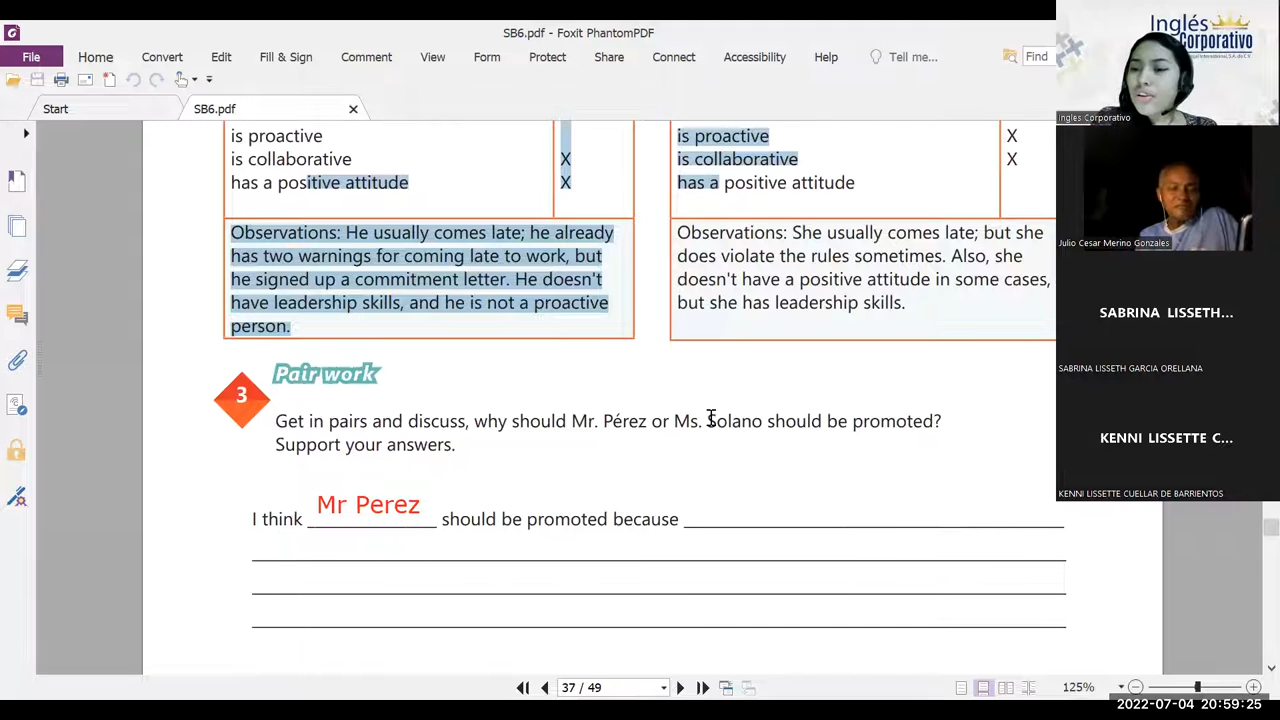 SB6.pdf - Foxit PhantomPDF
File
Home
Convert
Edit
Fill & Sign
Comment
View
Form
Protect
Share
Connect
Accessibility
Help
Tell me...
Find
Start
SB6.pdf
is proactive
is collaborative X
has a positive attitude X
Observations: He usually comes late; he already
has two warnings for coming late to work, but
he signed up a commitment letter. He doesn't
have leadership skills, and he is not a proactive
person.
is proactive X
is collaborative X
has a positive attitude
Observations: She usually comes late; but she
does violate the rules sometimes. Also, she
doesn't have a positive attitude in some cases,
but she has leadership skills.
3
Pair work
Get in pairs and discuss, why should Mr. Pérez or Ms. Solano should be promoted?
Support your answers.
Mr Perez
I think ____________ should be promoted because
37 / 49
125%
Inglés
Corporativo
Ingles Corporativo
Julio Cesar Merino Gonzales
SABRINA LISSETH...
SABRINA LISSETH GARCIA ORELLANA
KENNI LISSETTE C...
KENNI LISSETTE CUELLAR DE BARRIENTOS
2022-07-04 20:59:25